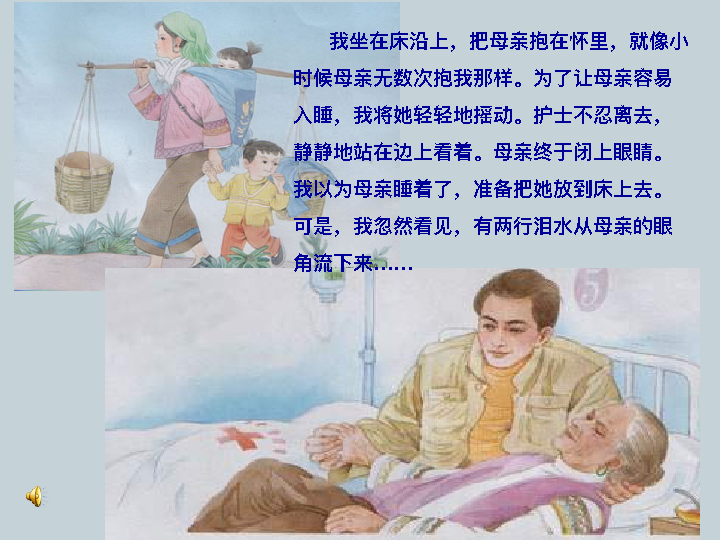 我坐在床沿上，把母亲抱在怀里，就像小
时候母亲无数次抱我那样。为了让母亲容易
入睡，我将她轻轻地摇动。护士不忍离去，
静静地站在边上看着。母亲终于闭上眼睛。
我以为母亲睡着了，准备把她放到床上去。
可是，我忽然看见，有两行泪水从母亲的眼
角流下来……
5